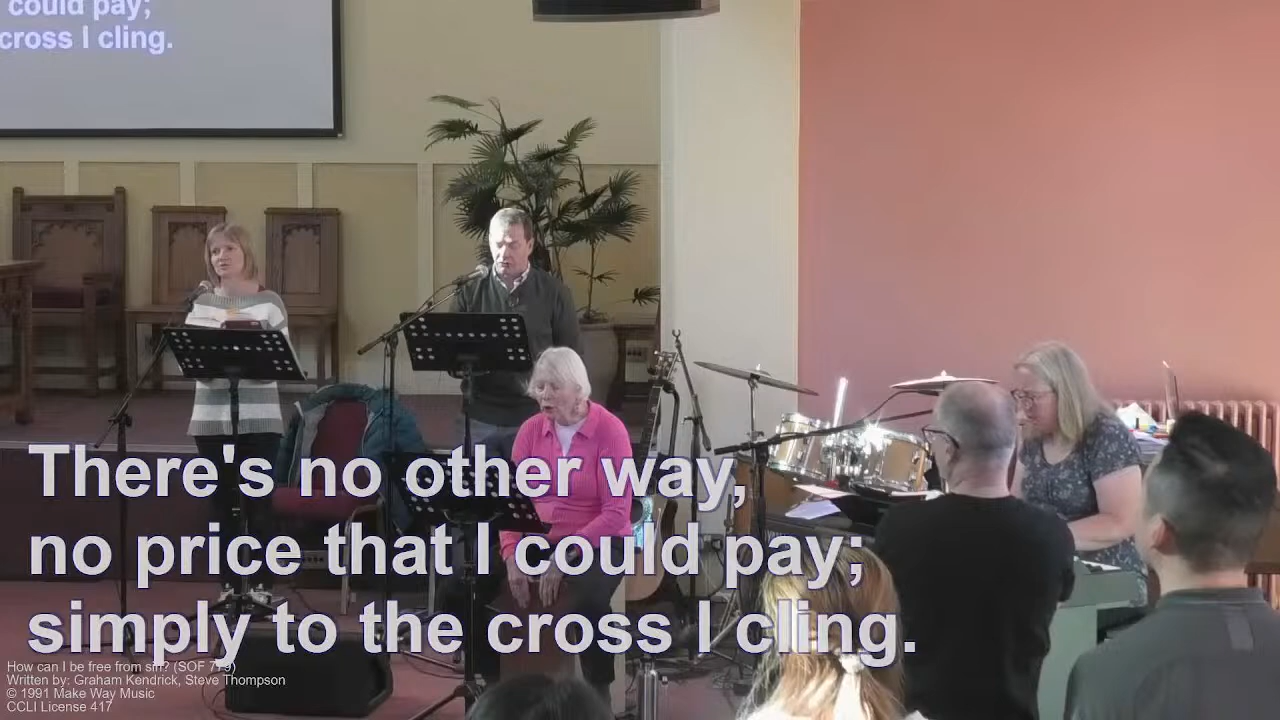 could pay;
cross I cling.
There's no other way,
no price that I could pay;
simply to the cross I cling.
How can I be free from sin? (SOF 779)
Written by: Graham Kendrick, Steve Thompson
© 1991 Make Way Music
CCLI License 417